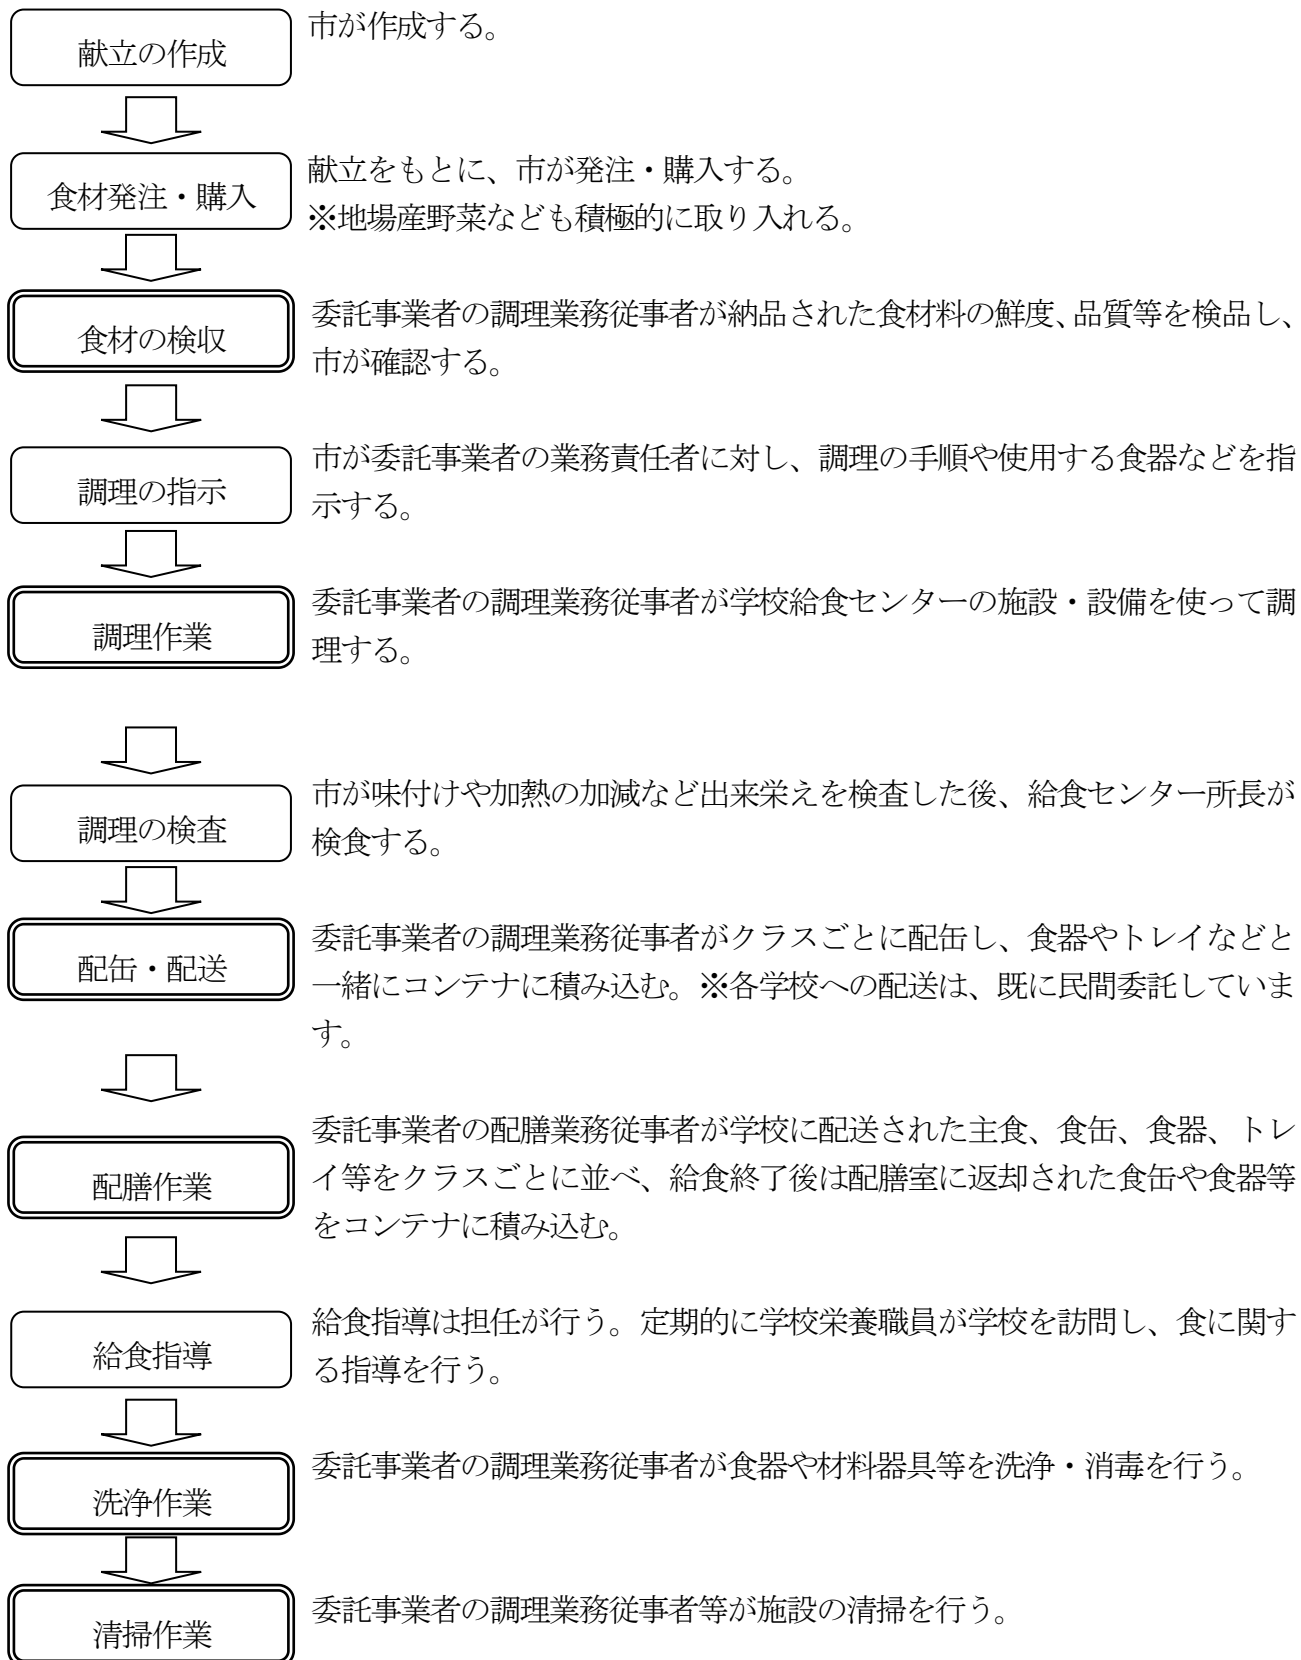 献立の作成
市が作成する。
食材発注・購入
献立をもとに、市が発注・購入する。
※地場産野菜なども積極的に取り入れる。
食材の検収
委託事業者の調理業務従事者が納品された食材料の鮮度、品質等を検品し、
市が確認する。
調理の指示
市が委託事業者の業務責任者に対し、調理の手順や使用する食器などを指
示する。
調理作業
委託事業者の調理業務従事者が学校給食センターの施設・設備を使って調
理する。
調理の検査
市が味付けや加熱の加減など出来栄えを検査した後、給食センター所長が
検食する。
配缶・配送
委託事業者の調理業務従事者がクラスごとに配缶し、食器やトレイなどと
一緒にコンテナに積み込む。※各学校への配送は、既に民間委託していま
す。
配膳作業
委託事業者の配膳業務従事者が学校に配送された主食、食缶、食器、トレ
イ等をクラスごとに並べ、給食終了後は配膳室に返却された食缶や食器等
をコンテナに積み込む。
給食指導
給食指導は担任が行う。定期的に学校栄養職員が学校を訪問し、食に関す
る指導を行う。
洗浄作業
委託事業者の調理業務従事者が食器や材料器具等を洗浄・消毒を行う。
清掃作業
委託事業者の調理業務従事者等が施設の清掃を行う。